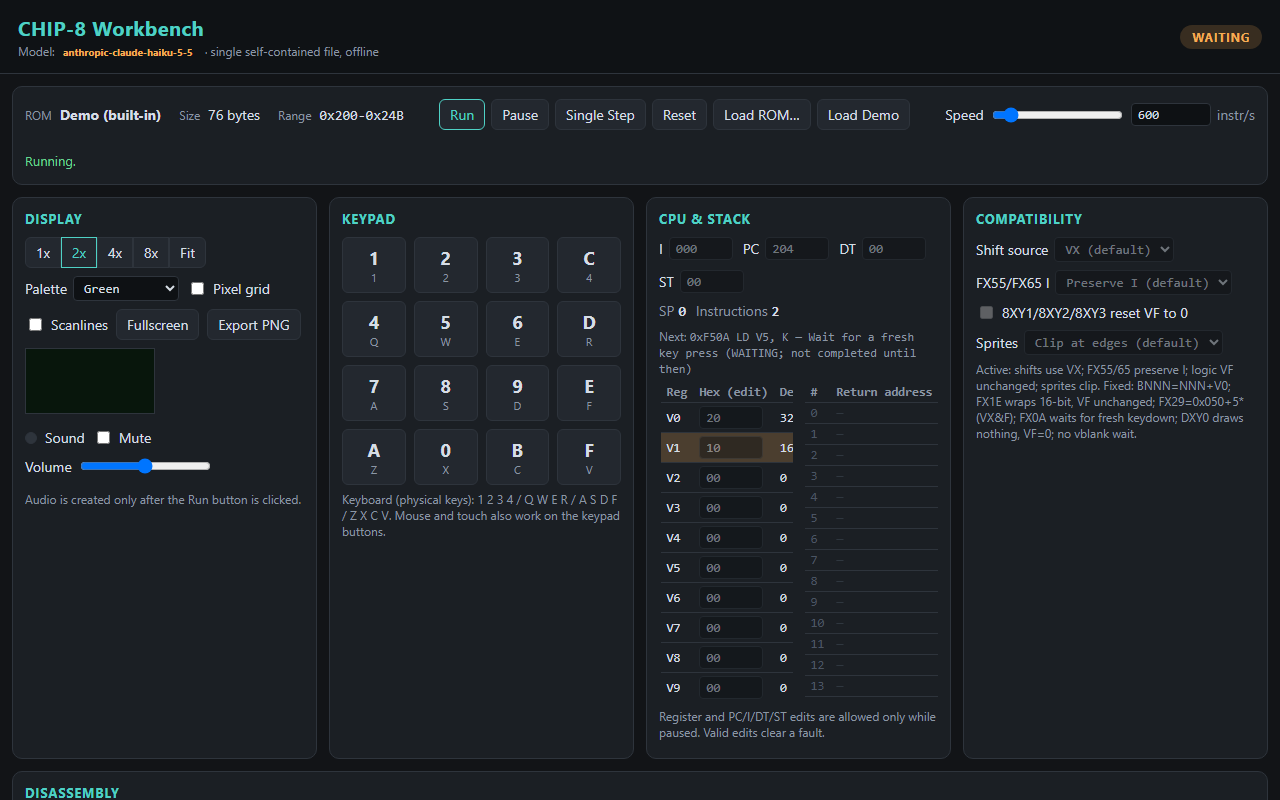 CHIP-8 Workbench
Model: anthropic-claude-haiku-5-5 · single self-contained file, offline
WAITING
ROM Demo (built-in) Size 76 bytes Range 0x200-0x24B Run Pause Single Step Reset Load ROM... Load Demo Speed 600 instr/s
Running.
DISPLAY
1x 2x 4x 8x Fit
Palette Green Pixel grid
Scanlines Fullscreen Export PNG
Sound Mute
Volume
Audio is created only after the Run button is clicked.
KEYPAD
1 2 3 C
1 2 3 4
4 5 6 D
Q W E R
7 8 9 E
A S D F
A 0 B F
Z X C V
Keyboard (physical keys): 1 2 3 4 / Q W E R / A S D F
/ Z X C V. Mouse and touch also work on the keypad
buttons.
CPU & STACK
I 000 PC 204 DT 00
ST 00
SP 0 Instructions 2
Next: 0xF50A LD V5, K — Wait for a fresh
key press (WAITING; not completed until
then)
Reg Hex (edit) De
V0 20 32
V1 10 16
V2 00 0
V3 00 0
V4 00 0
V5 00 0
V6 00 0
V7 00 0
V8 00 0
V9 00 0
# Return address
0 —
1 —
2 —
3 —
4 —
5 —
6 —
7 —
8 —
9 —
10 —
11 —
12 —
13 —
Register and PC/I/DT/ST edits are allowed only while
paused. Valid edits clear a fault.
COMPATIBILITY
Shift source VX (default)
FX55/FX65 I Preserve I (default)
8XY1/8XY2/8XY3 reset VF to 0
Sprites Clip at edges (default)
Active: shifts use VX; FX55/65 preserve I; logic VF
unchanged; sprites clip. Fixed: BNNN=NNN+V0;
FX1E wraps 16-bit, VF unchanged; FX29=0x050+5*
(VX&F); FX0A waits for fresh keydown; DXY0 draws
nothing, VF=0; no vblank wait.
DISASSEMBLY